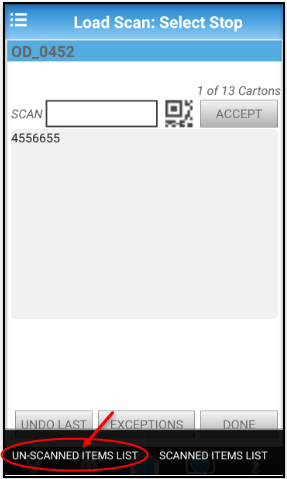 Load Scan: Select Stop
OD_0452
1 of 13 Cartons
SCAN ACCEPT
4556655
UNDO LAST EXCEPTIONS DONE
UN-SCANNED ITEMS LIST SCANNED ITEMS LIST